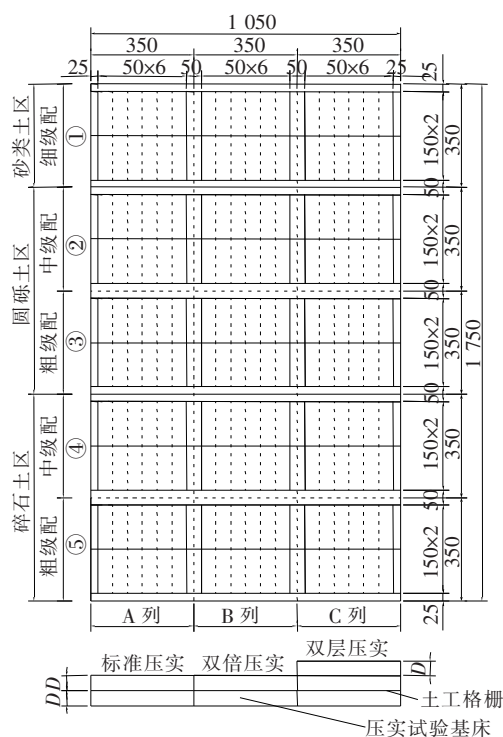 1 050
350 350 350
25 50×6 50 50×6 50 50×6 25
25
砂类土区 细级配 ① 150×2 350
50
圆砾土区 中级配 ② 150×2 350
50
粗级配 ③ 150×2 350 1 750
50
碎石土区 中级配 ④ 150×2 350
50
粗级配 ⑤ 150×2 350
25
A 列 B 列 C 列
标准压实 双倍压实 双层压实
D
D
D
土工格栅
压实试验基床